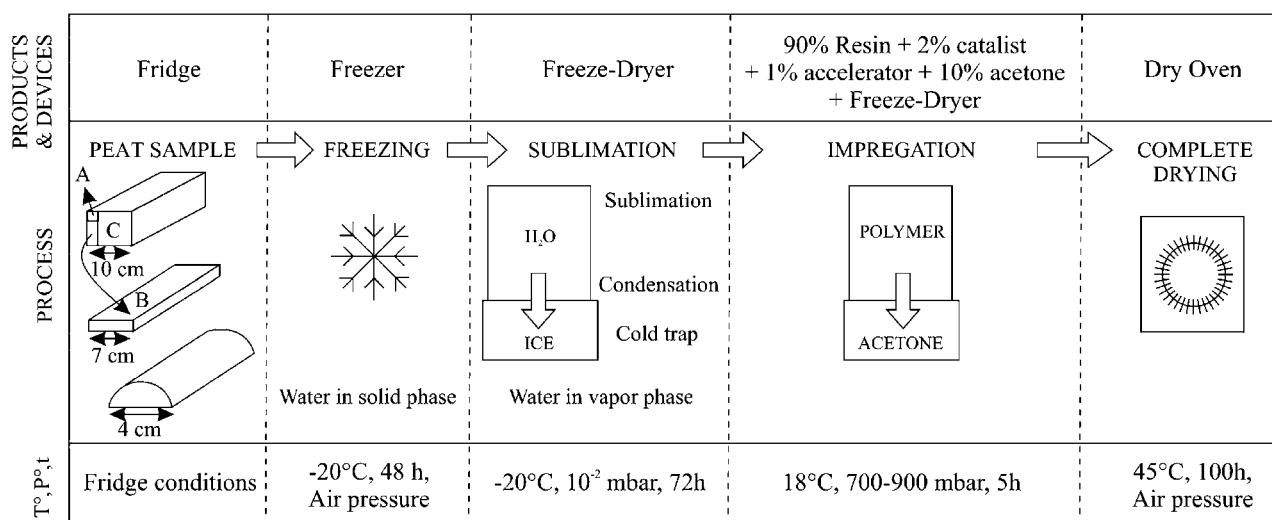 PRODUCTS
& DEVICES
Fridge
Freezer
Freeze-Dryer
90% Resin + 2% catalist
+ 1% accelerator + 10% acetone
+ Freeze-Dryer
Dry Oven
PROCESS
PEAT SAMPLE
FREEZING
SUBLIMATION
IMPREGATION
COMPLETE
DRYING
A
C
10 cm
B
7 cm
4 cm
Water in solid phase
Sublimation
H₂O
Condensation
Cold trap
ICE
Water in vapor phase
POLYMER
ACETONE
T°, P°, t
Fridge conditions
-20°C, 48 h,
Air pressure
-20°C, 10⁻² mbar, 72h
18°C, 700-900 mbar, 5h
45°C, 100h,
Air pressure